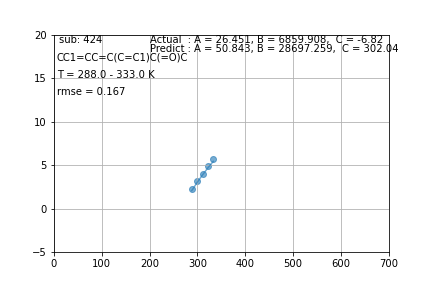 sub: 424
Actual : A = 26.451, B = 6859.908, C = -6.82
Predict : A = 50.843, B = 28697.259, C = 302.04
CC1=CC=C(C=C1)C(=O)C
T = 288.0 - 333.0 K
rmse = 0.167
20
15
10
5
0
−5
0 100 200 300 400 500 600 700